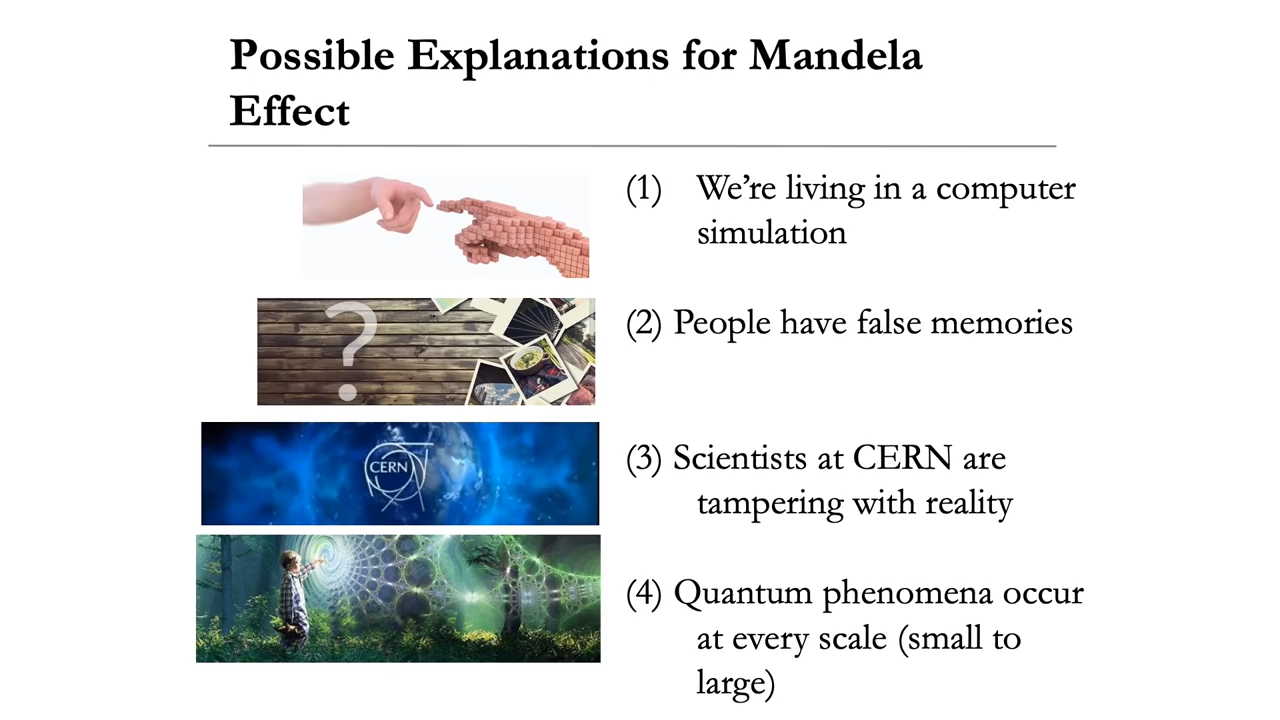 Possible Explanations for Mandela
Effect
(1) We’re living in a computer
simulation
?
(2) People have false memories
CERN
(3) Scientists at CERN are
tampering with reality
(4) Quantum phenomena occur
at every scale (small to
large)